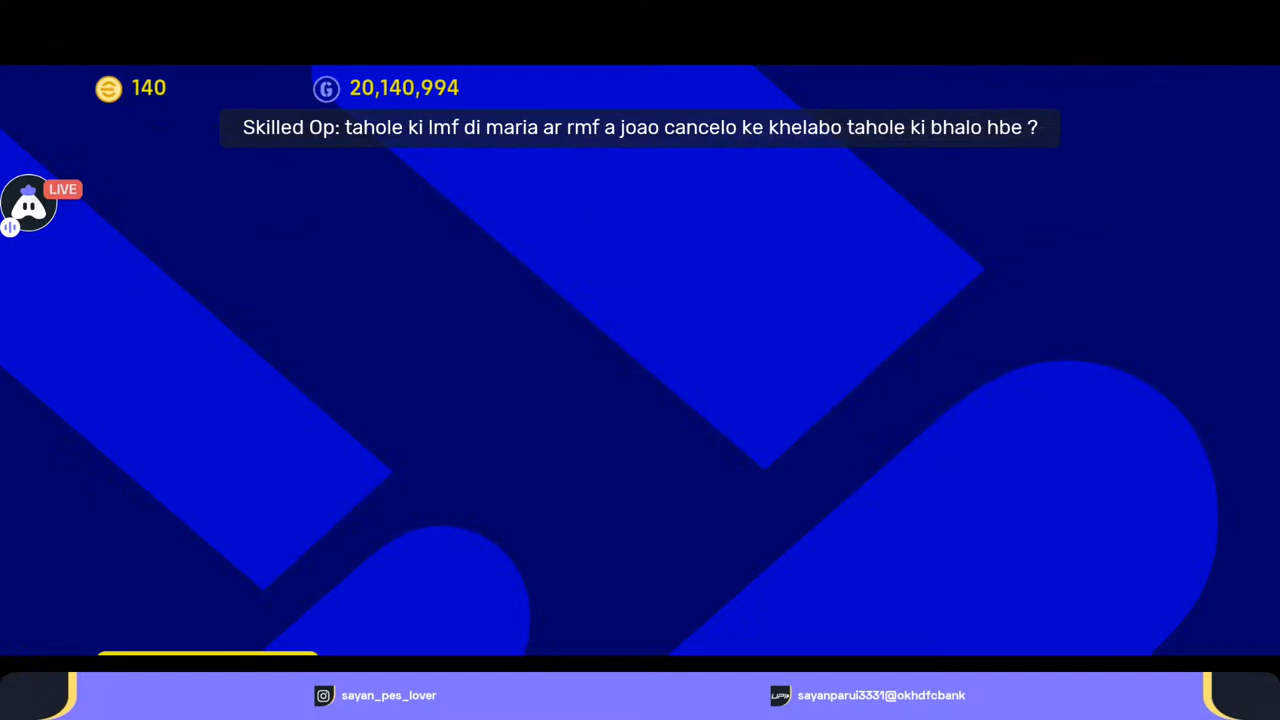 140
20,140,994
Skilled Op: tahole ki lmf di maria ar rmf a joao cancelo ke khelabo tahole ki bhalo hbe ?
LIVE
sayan_pes_lover
UPI
sayanparui3331@okhdfcbank